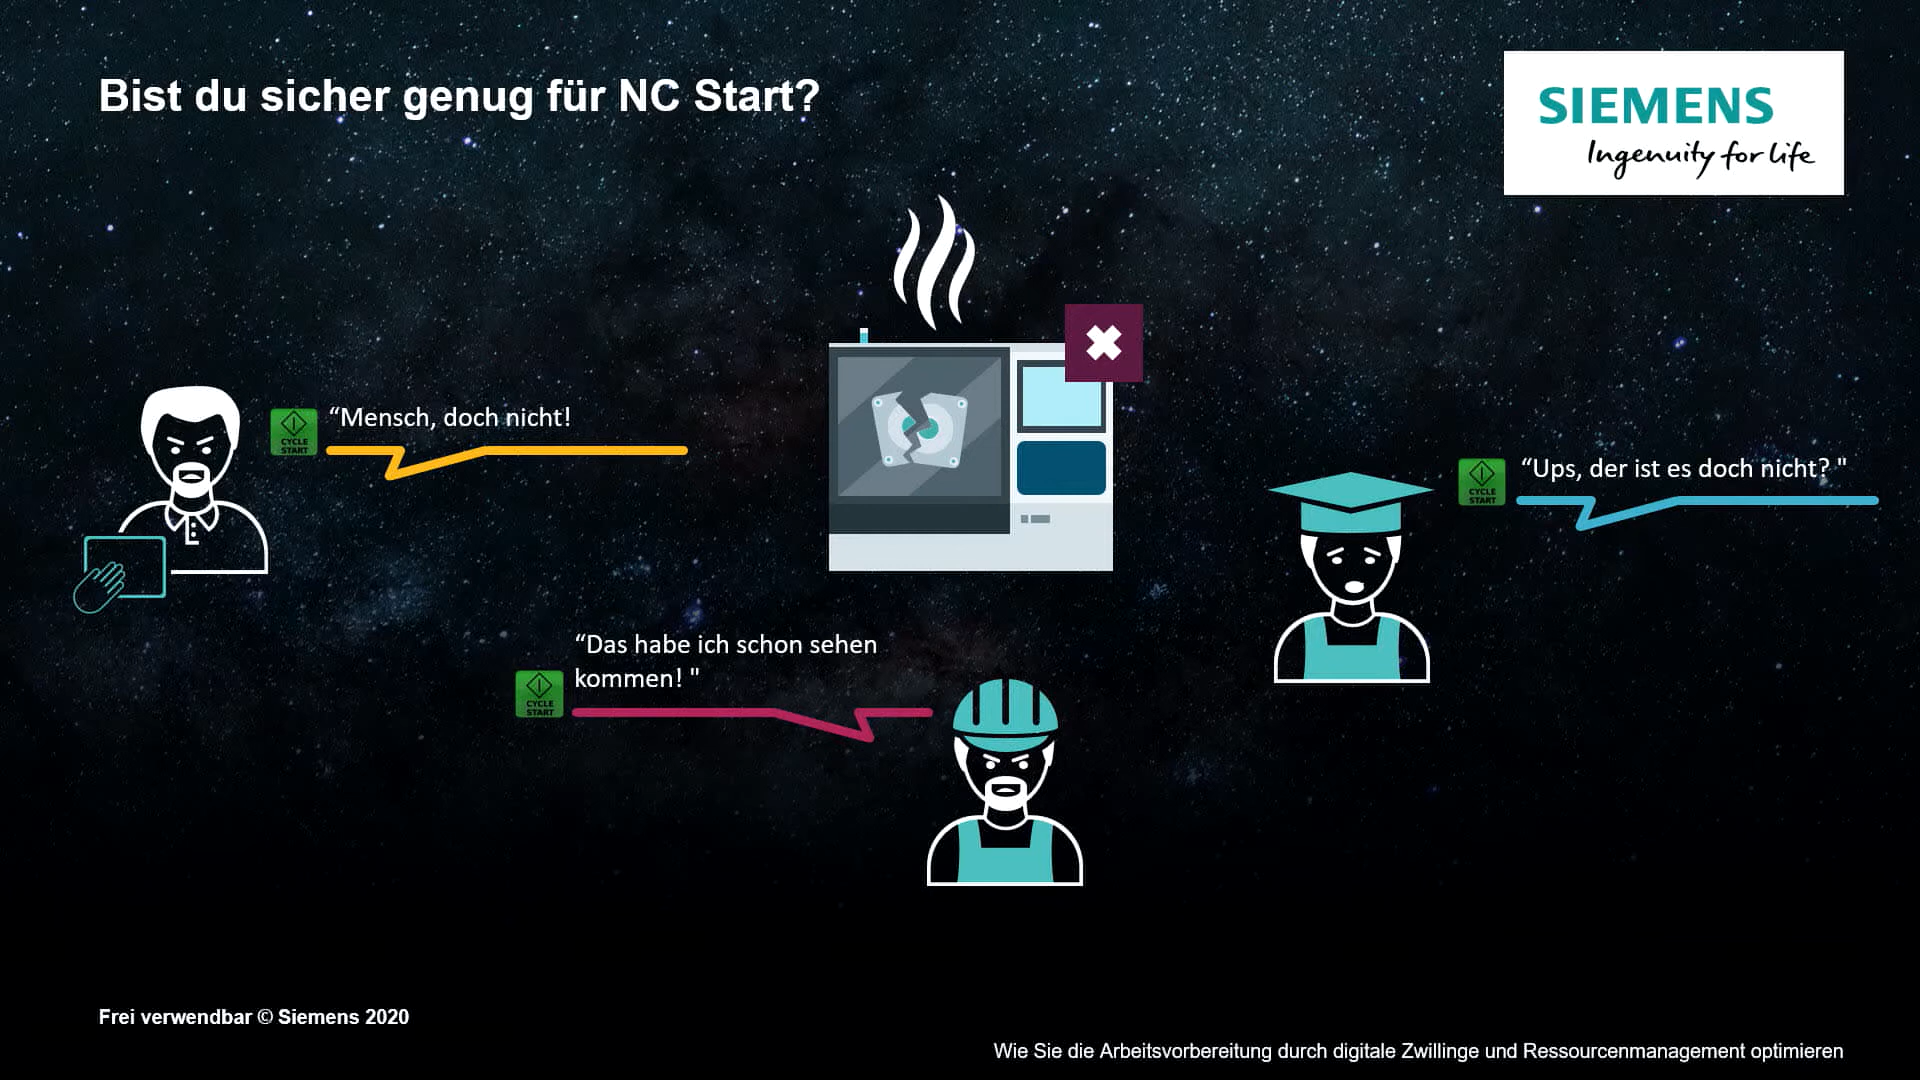 Bist du sicher genug für NC Start?
SIEMENS
Ingenuity for life
CYCLE
START
“Mensch, doch nicht!
CYCLE
START
“Ups, der ist es doch nicht? "
“Das habe ich schon sehen
kommen! "
CYCLE
START
Frei verwendbar © Siemens 2020
Wie Sie die Arbeitsvorbereitung durch digitale Zwillinge und Ressourcenmanagement optimieren